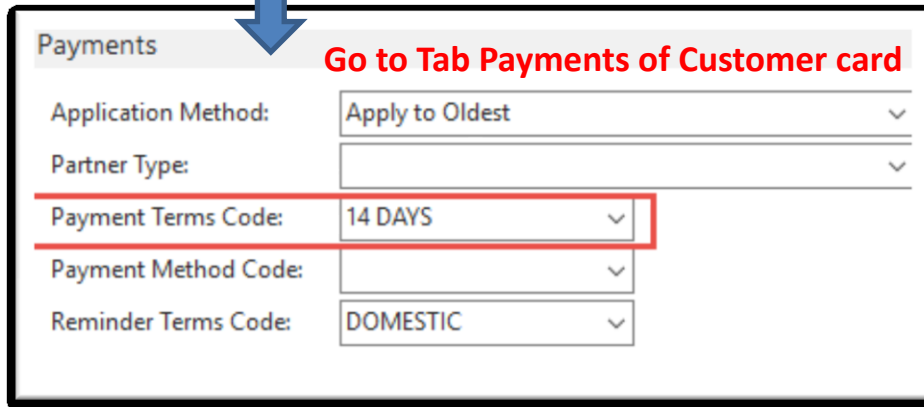 Payments
Go to Tab Payments of Customer card
Application Method: Apply to Oldest
Partner Type:
Payment Terms Code: 14 DAYS
Payment Method Code:
Reminder Terms Code: DOMESTIC